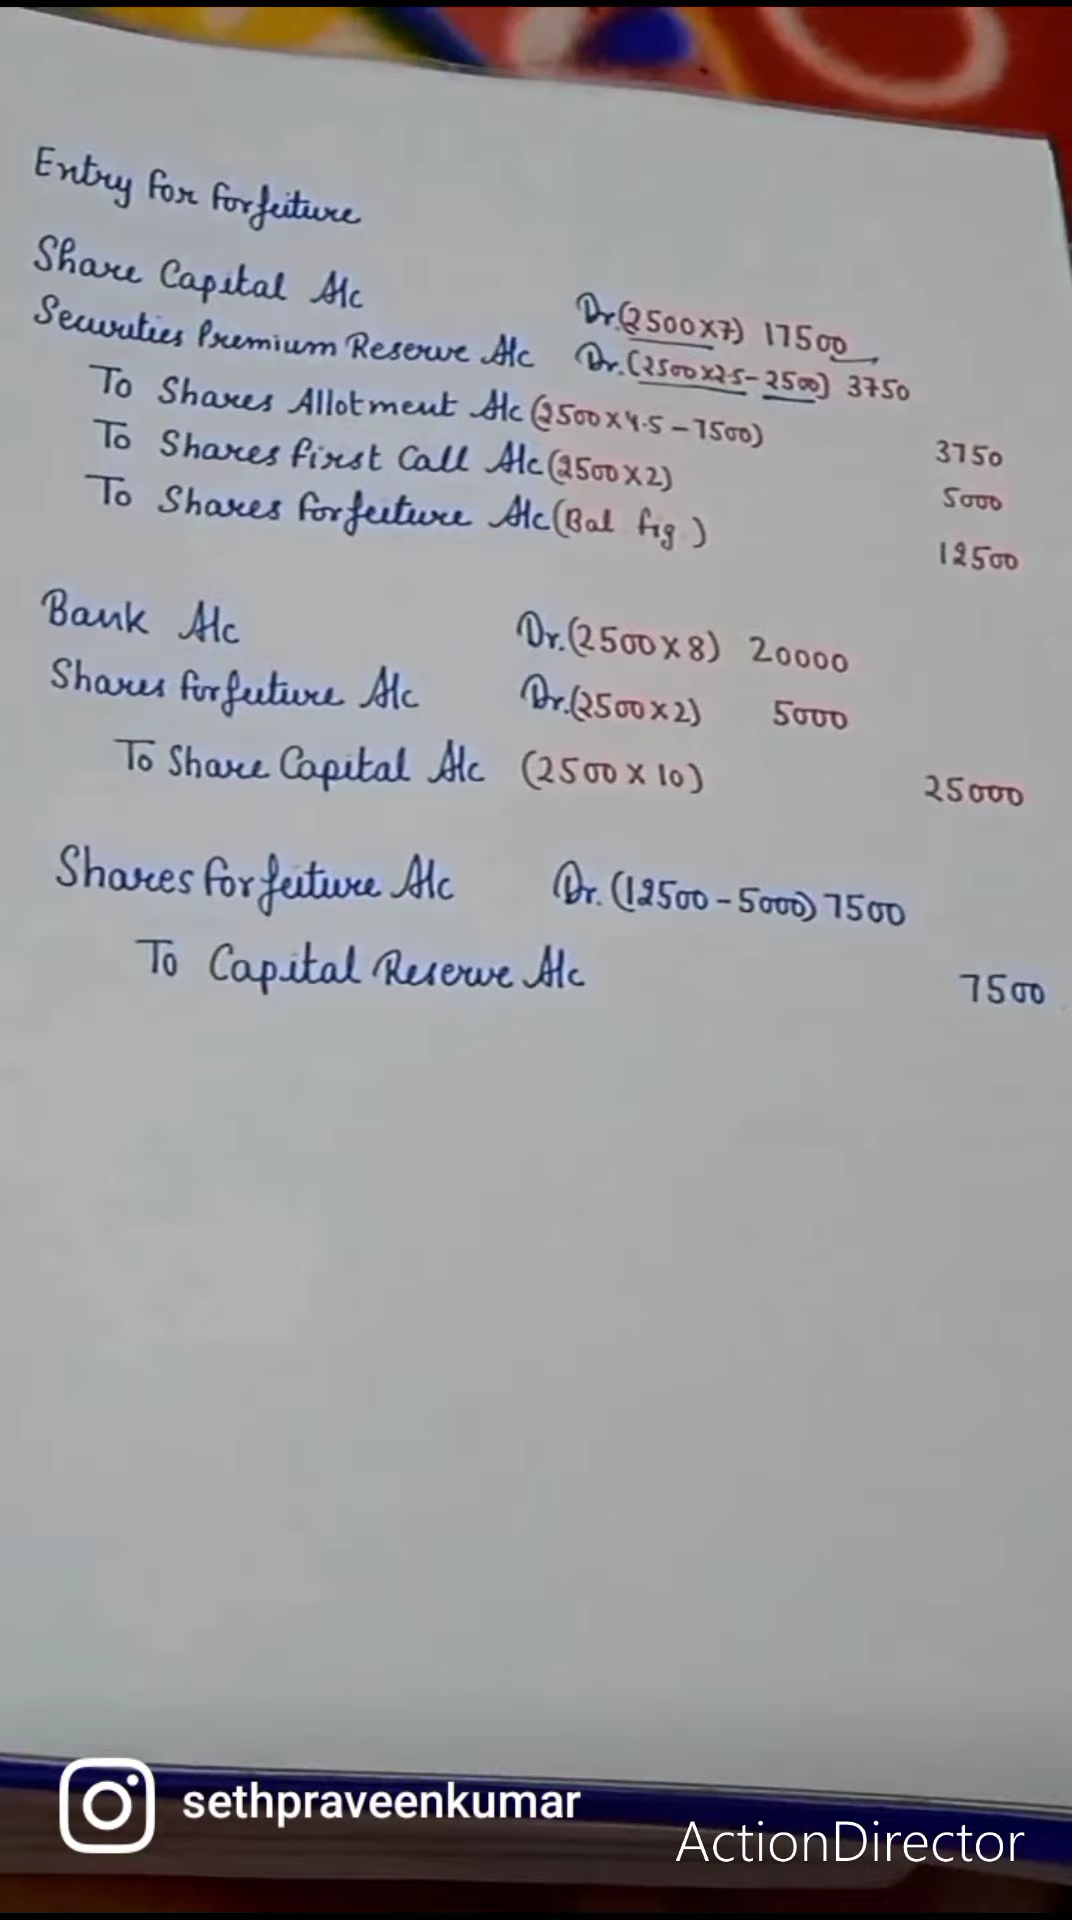 Entry for forfeiture
Share Capital A/c Dr.(2500x7) 17500
Securities Premium Reserve A/c Dr.(2500x2.5-2500) 3750
To Shares Allotment A/c (2500x4.5-7500) 3750
To Shares first Call A/c (2500x2) 5000
To Shares forfeiture A/c (Bal fig) 12500
Bank A/c Dr.(2500x8) 20000
Shares forfeiture A/c Dr.(2500x2) 5000
To Share Capital A/c (2500x10) 25000
Shares forfeiture A/c Dr. (12500-5000) 7500
To Capital Reserve A/c 7500
sethpraveenkumar
ActionDirector